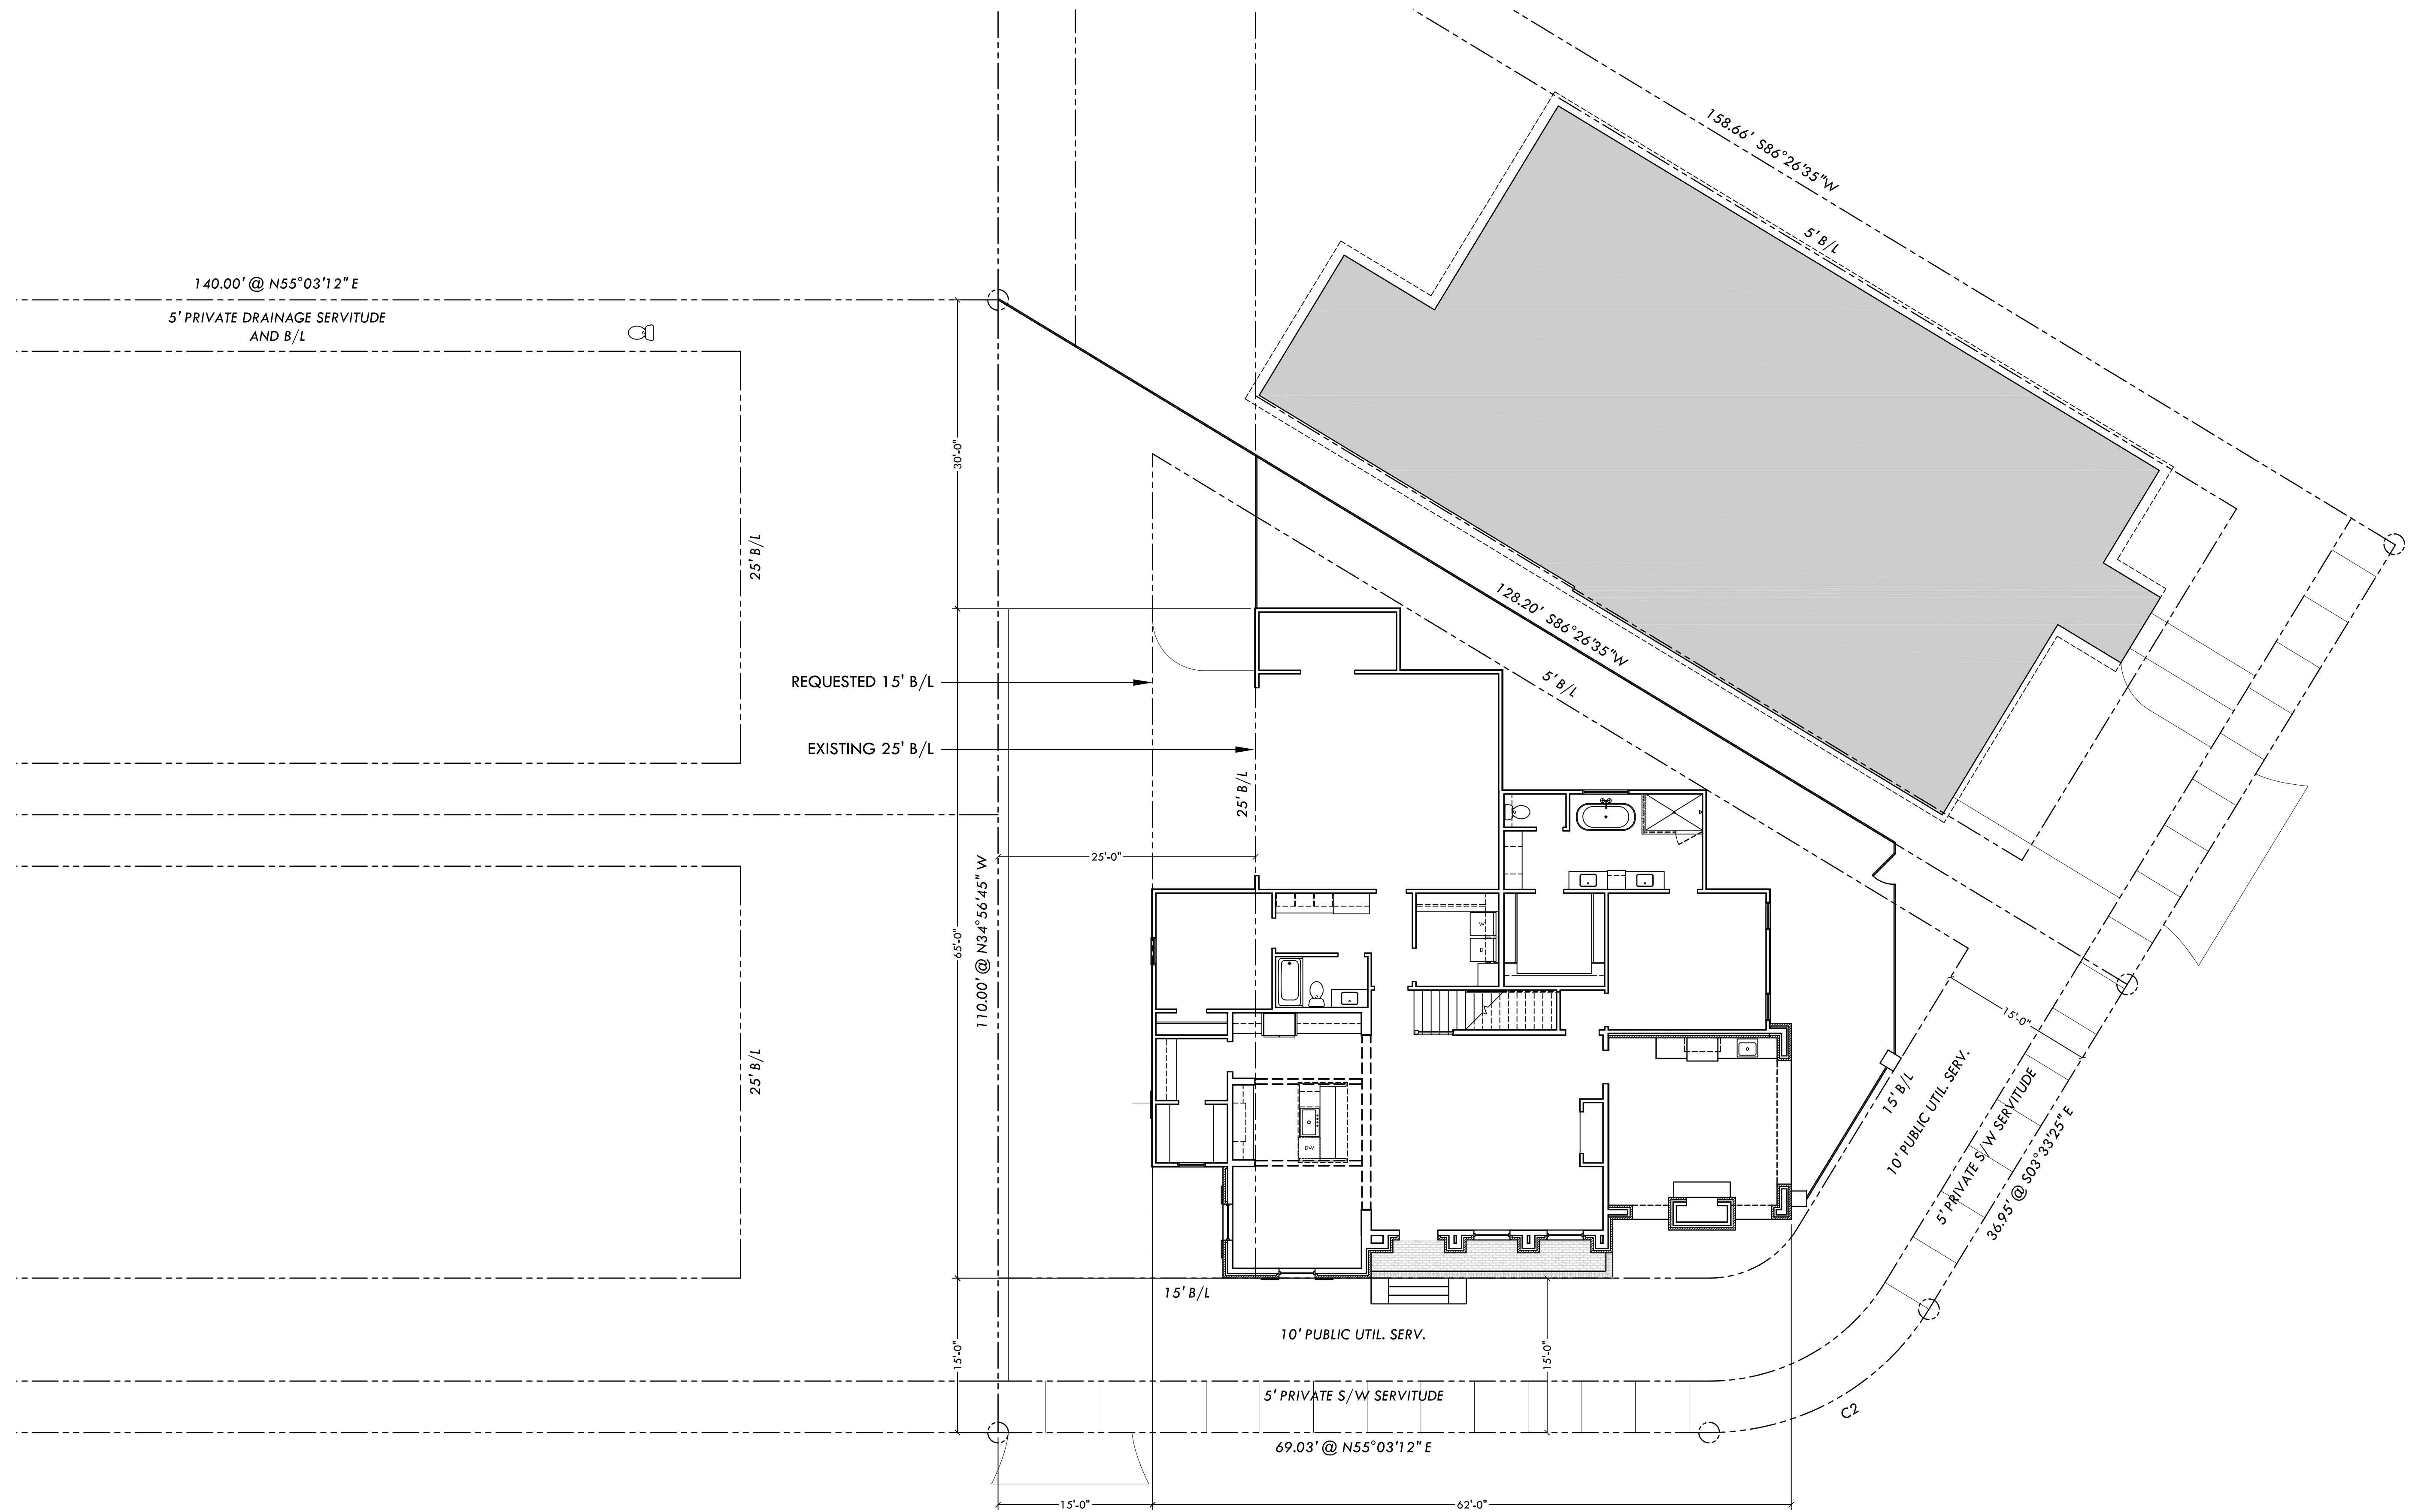 158.66' S86°26'35"W
5' B/L
140.00' @ N55°03'12" E
5' PRIVATE DRAINAGE SERVITUDE
AND B/L
30'-0"
25' B/L
128.20' S86°26'35"W
5' B/L
REQUESTED 15' B/L
EXISTING 25' B/L
25' B/L
25'-0"
110.00' @ N34°56'45" W
65'-0"
W
D
15'-0"
25' B/L
15' B/L
10' PUBLIC UTIL. SERV.
5' PRIVATE S/W SERVITUDE
36.95' @ S03°33'25" E
DW
15' B/L
10' PUBLIC UTIL. SERV.
15'-0"
15'-0"
5' PRIVATE S/W SERVITUDE
C2
69.03' @ N55°03'12" E
15'-0"
62'-0"